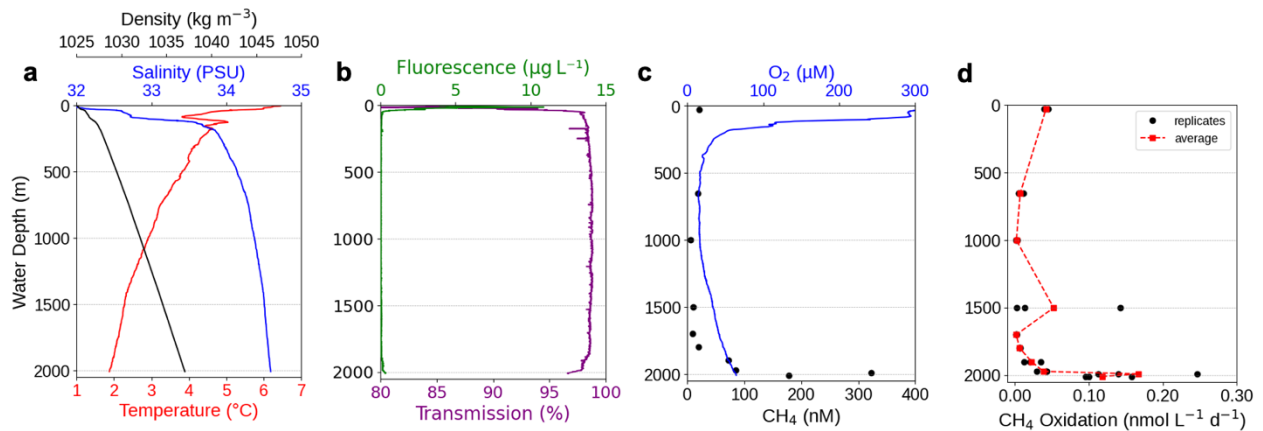 Density (kg m⁻³)
1025 1030 1035 1040 1050
a
Salinity (PSU)
32 33 34 35
Water Depth (m)
0
500
1000
1500
2000
1 2 3 4 5 6 7
Temperature (°C)
b
Fluorescence (µg L⁻¹)
0 5 10 15
0
500
1000
1500
2000
80 85 90 95 100
Transmission (%)
c
O₂ (µM)
0 100 200 300
0
500
1000
1500
2000
0 100 200 300 400
CH₄ (nM)
d
replicates
average
0
500
1000
1500
2000
0.00 0.10 0.20 0.30
CH₄ Oxidation (nmol L⁻¹ d⁻¹)